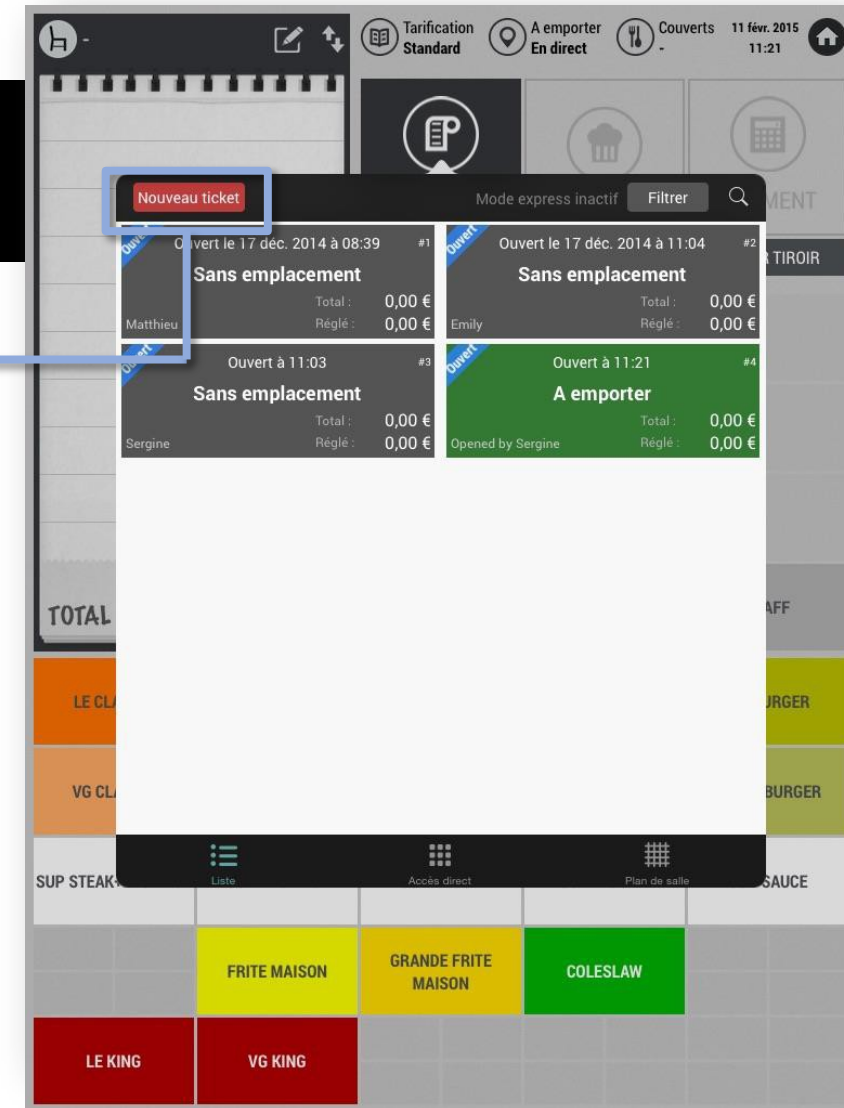 -
Tarification
Standard
A emporter
En direct
Couverts
-
11 févr. 2015
11:21
Nouveau ticket
Mode express inactif
Filtrer
Ouvert
Ouvert le 17 déc. 2014 à 08:39
#1
Sans emplacement
Total :
0,00 €
Matthieu
Réglé :
0,00 €
Ouvert
Ouvert le 17 déc. 2014 à 11:04
#2
Sans emplacement
Total :
0,00 €
Emily
Réglé :
0,00 €
Ouvert
Ouvert à 11:03
#3
Sans emplacement
Total :
0,00 €
Sergine
Réglé :
0,00 €
Ouvert
Ouvert à 11:21
#4
A emporter
Total :
0,00 €
Opened by Sergine
Réglé :
0,00 €
TIROIR
TOTAL
LE CLA
VG CLA
BURGER
SUP STEAK+
SAUCE
Liste
Accès direct
Plan de salle
FRITE MAISON
GRANDE FRITE
MAISON
COLESLAW
LE KING
VG KING